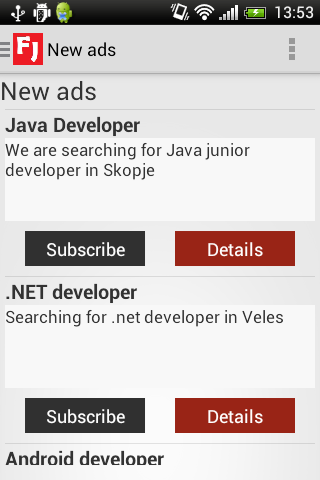 13:53
FJ
New ads
New ads
Java Developer
We are searching for Java junior
developer in Skopje
Subscribe
Details
.NET developer
Searching for .net developer in Veles
Subscribe
Details
Android developer